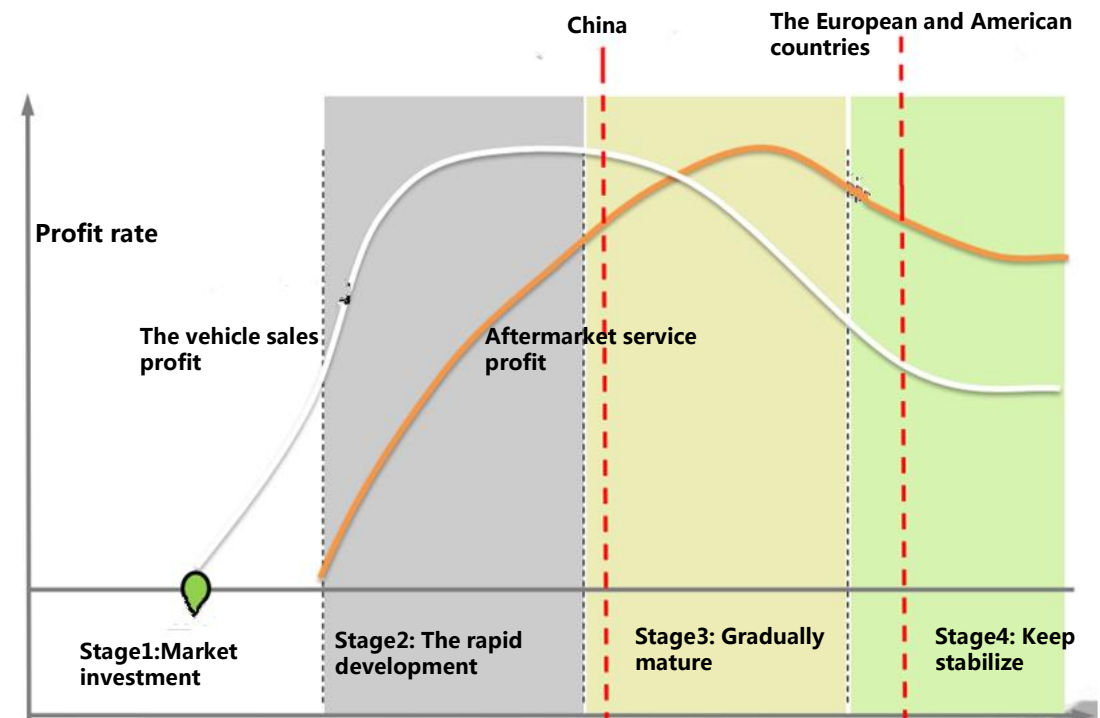 China
The European and American
countries
Profit rate
The vehicle sales
profit
Aftermarket service
profit
Stage1:Market
investment
Stage2: The rapid
development
Stage3: Gradually
mature
Stage4: Keep
stabilize